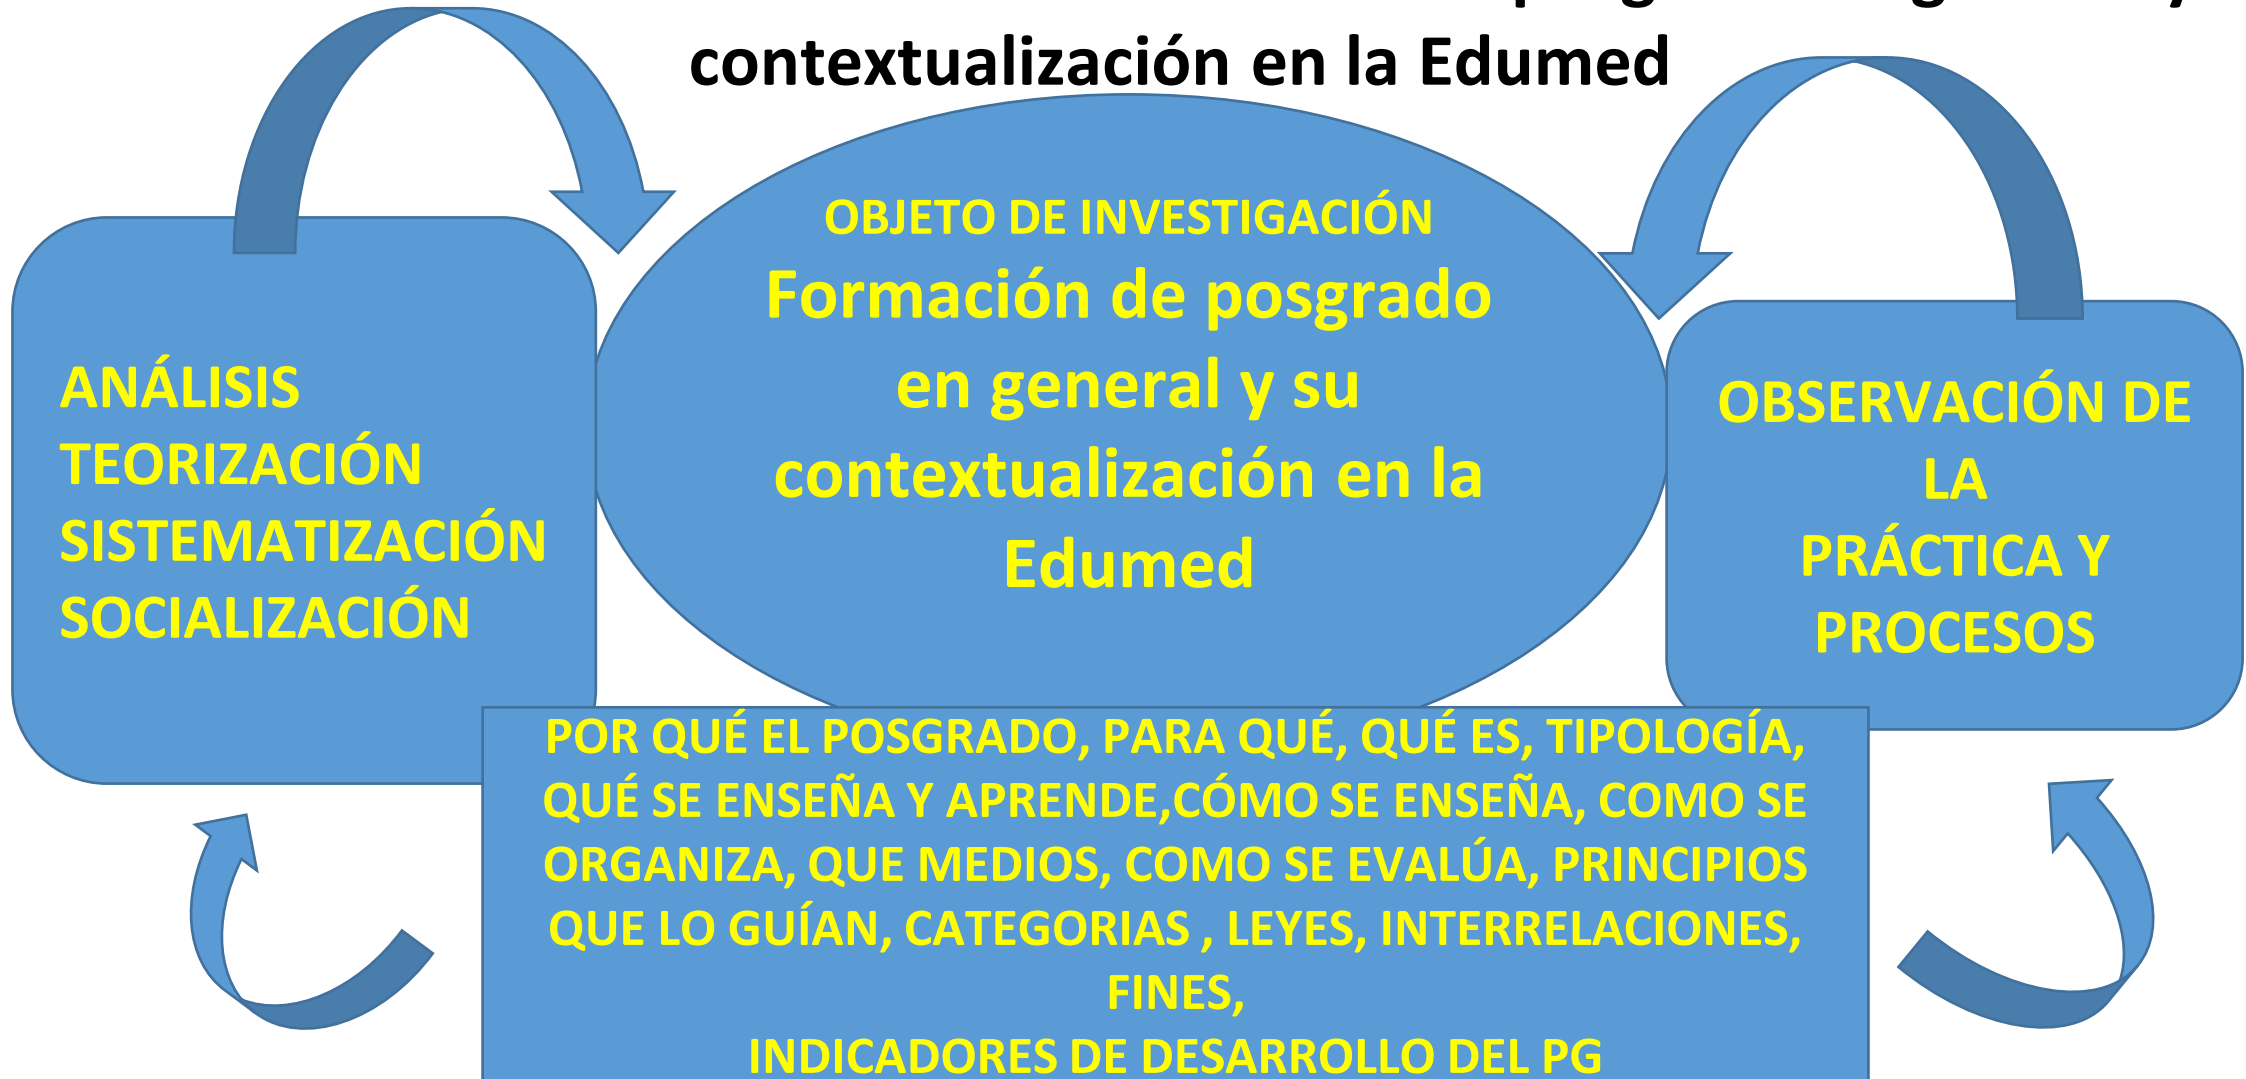 contextualización en la Edumed
OBJETO DE INVESTIGACIÓN
Formación de posgrado
en general y su
contextualización en la
Edumed
ANÁLISIS
TEORIZACIÓN
SISTEMATIZACIÓN
SOCIALIZACIÓN
OBSERVACIÓN DE
LA
PRÁCTICA Y
PROCESOS
POR QUÉ EL POSGRADO, PARA QUÉ, QUÉ ES, TIPOLOGÍA,
QUÉ SE ENSEÑA Y APRENDE,CÓMO SE ENSEÑA, COMO SE
ORGANIZA, QUE MEDIOS, COMO SE EVALÚA, PRINCIPIOS
QUE LO GUÍAN, CATEGORIAS , LEYES, INTERRELACIONES,
FINES,
INDICADORES DE DESARROLLO DEL PG